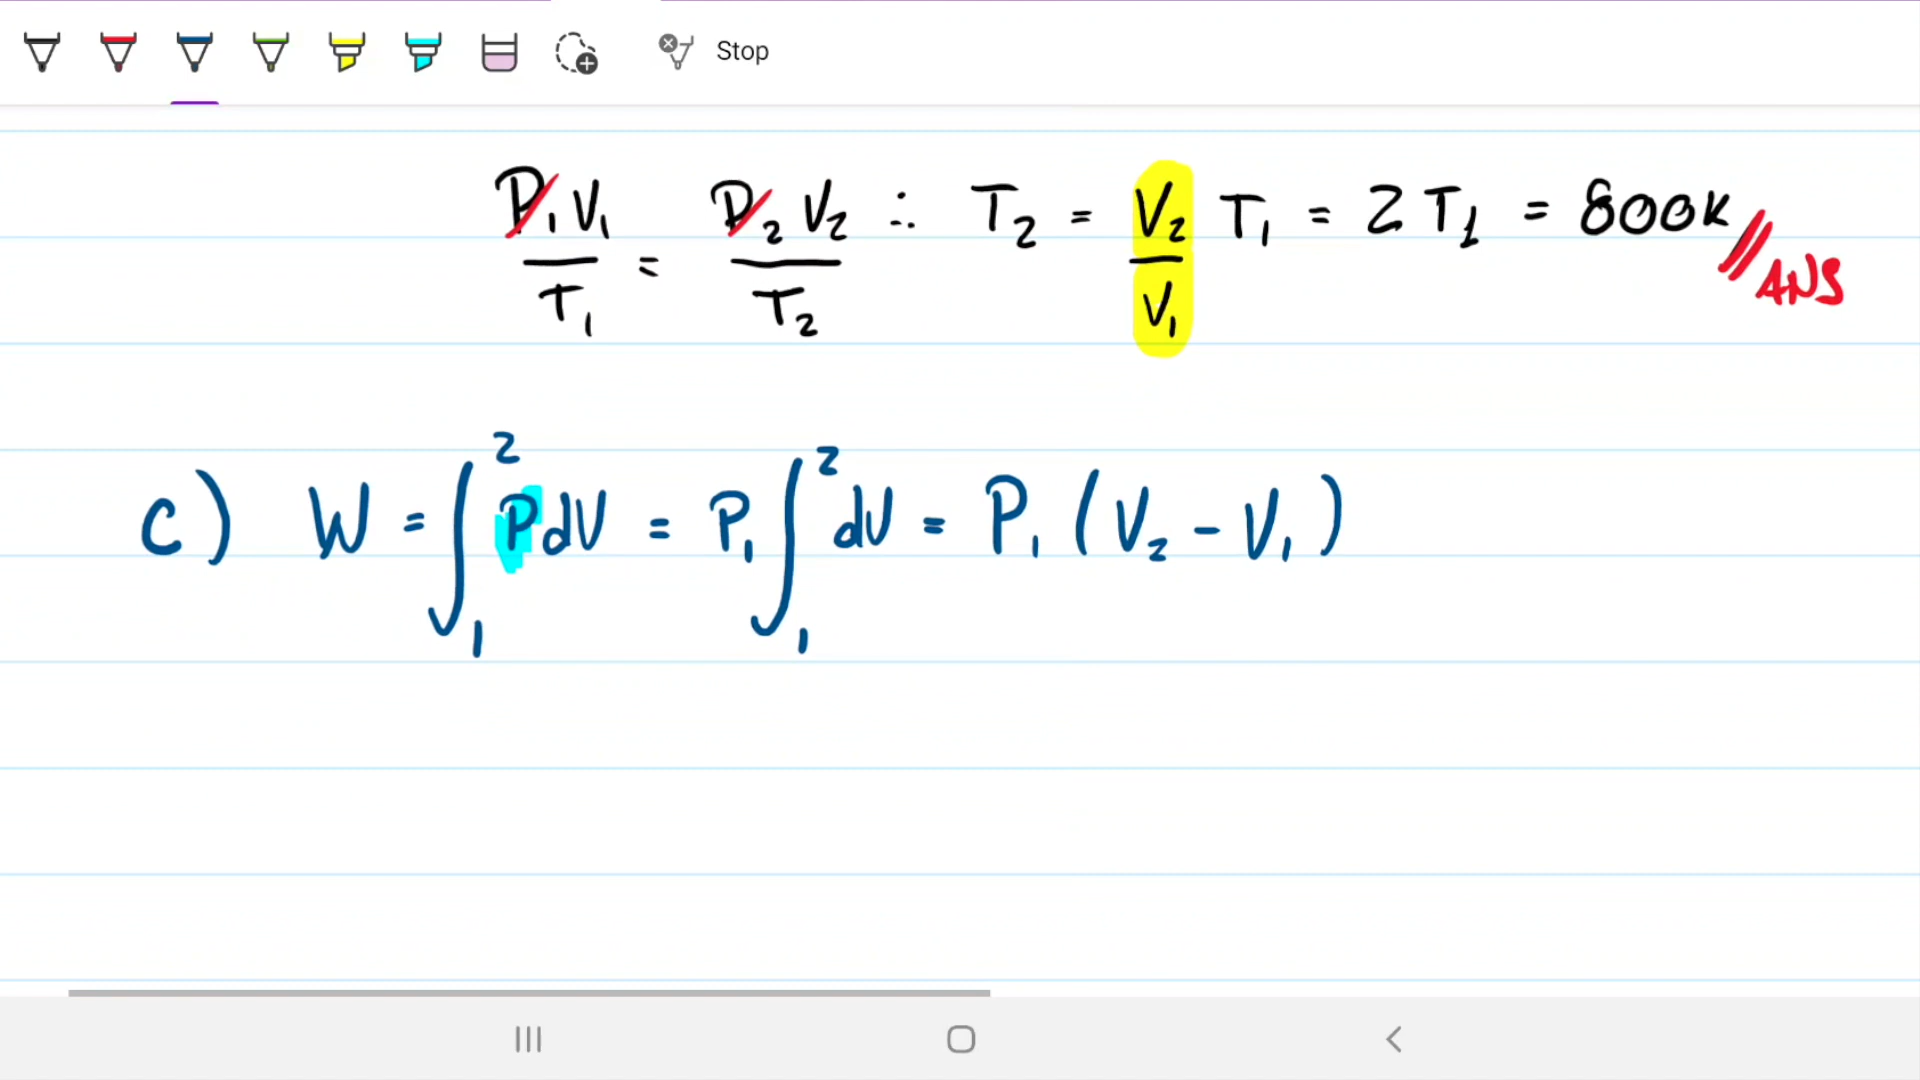 Stop
P₁V₁/T₁ = P₂V₂/T₂ ∴ T₂ = V₂/V₁ T₁ = 2T₁ = 800K
ANS
c) W = ∫₁² PdV = P₁ ∫₁² dV = P₁ (V₂ - V₁)